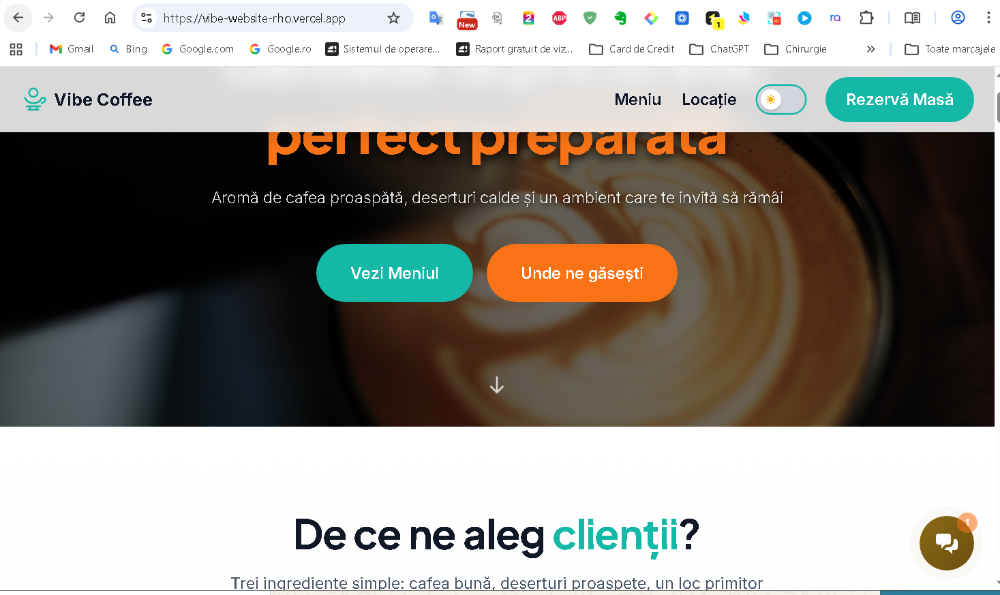 https://vibe-website-rho.vercel.app
New
2
ABP
1
ra
Gmail
Bing
Google.com
Google.ro
Sistemul de operare...
Raport gratuit de viz...
Card de Credit
ChatGPT
Chirurgie
Toate marcajele
Vibe Coffee
Meniu
Locație
Rezervă Masă
perfect preparată
Aromă de cafea proaspătă, deserturi calde și un ambient care te invită să rămâi
Vezi Meniul
Unde ne găsești
De ce ne aleg clienții?
1
Trei ingrediente simple: cafea bună, deserturi proaspete, un loc primitor